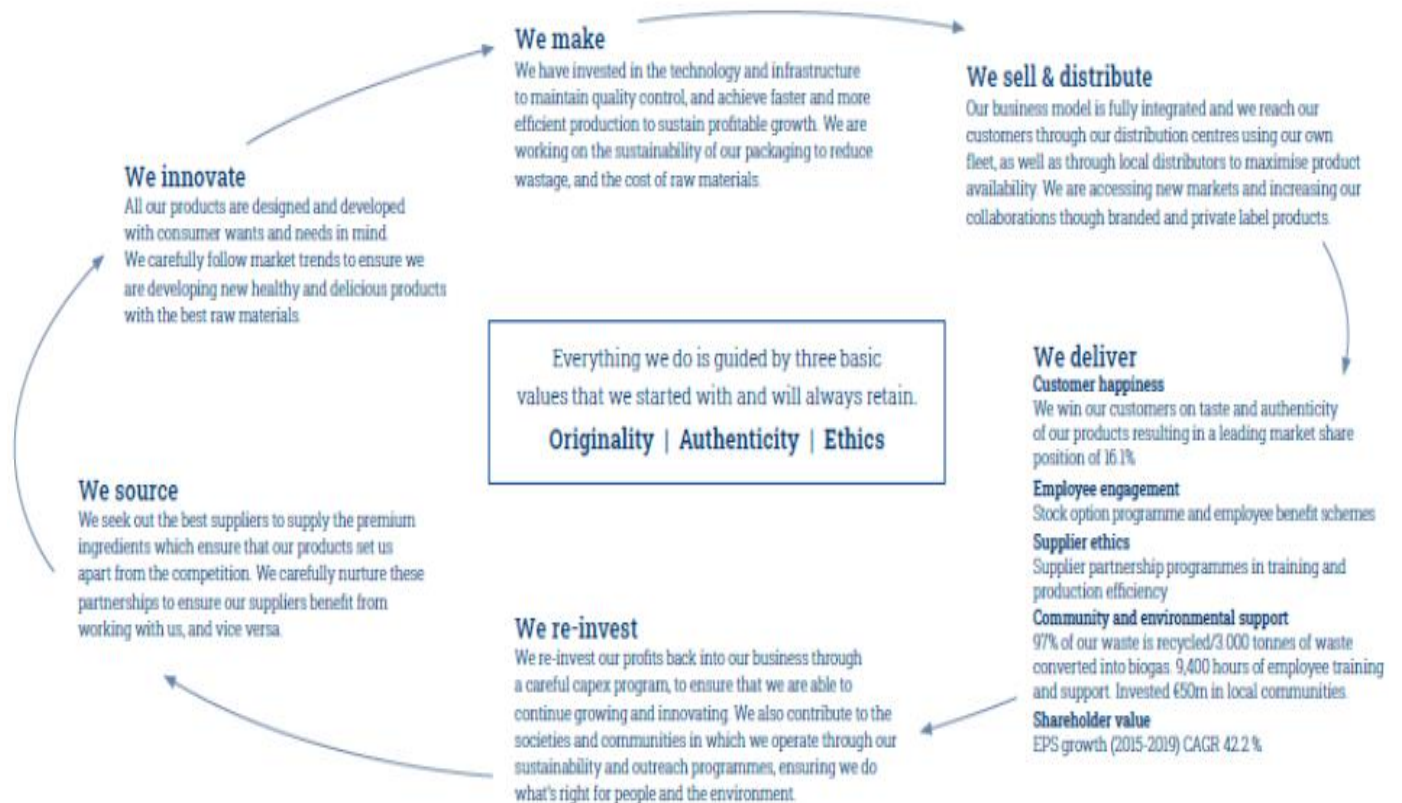 We make
We have invested in the technology and infrastructure
to maintain quality control, and achieve faster and more
efficient production to sustain profitable growth. We are
working on the sustainability of our packaging to reduce
wastage, and the cost of raw materials.
We sell & distribute
Our business model is fully integrated and we reach our
customers through our distribution centres using our own
fleet, as well as through local distributors to maximise product
availability. We are accessing new markets and increasing our
collaborations though branded and private label products.
We innovate
All our products are designed and developed
with consumer wants and needs in mind.
We carefully follow market trends to ensure we
are developing new healthy and delicious products
with the best raw materials.
Everything we do is guided by three basic
values that we started with and will always retain.
Originality | Authenticity | Ethics
We deliver
Customer happiness
We win our customers on taste and authenticity
of our products resulting in a leading market share
position of 16.1%
Employee engagement
Stock option programme and employee benefit schemes
Supplier ethics
Supplier partnership programmes in training and
production efficiency
Community and environmental support
97% of our waste is recycled/3.000 tonnes of waste
converted into biogas. 9,400 hours of employee training
and support. Invested €50m in local communities.
Shareholder value
EPS growth (2015-2019) CAGR 42.2 %
We source
We seek out the best suppliers to supply the premium
ingredients which ensure that our products set us
apart from the competition. We carefully nurture these
partnerships to ensure our suppliers benefit from
working with us, and vice versa.
We re-invest
We re-invest our profits back into our business through
a careful capex program, to ensure that we are able to
continue growing and innovating. We also contribute to the
societies and communities in which we operate through our
sustainability and outreach programmes, ensuring we do
what's right for people and the environment.